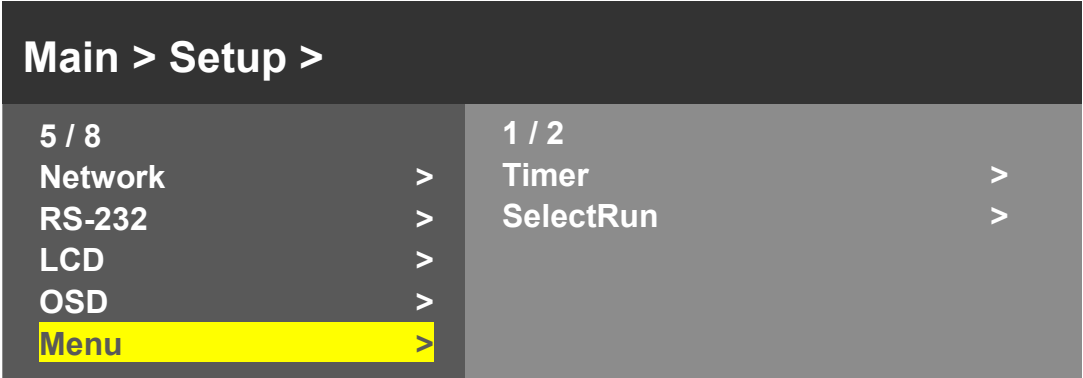 Main > Setup >
5 / 8
Network >
RS-232 >
LCD >
OSD >
Menu >
1 / 2
Timer >
SelectRun >